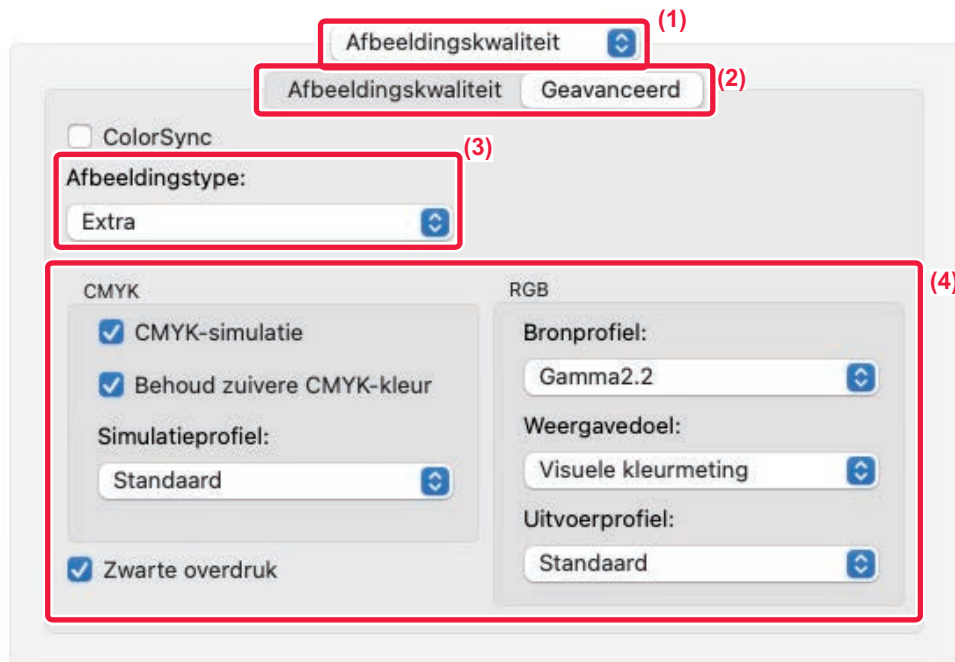 (1)
Afbeeldingskwaliteit
(2)
Afbeeldingskwaliteit Geavanceerd
ColorSync
(3)
Afbeeldingstype:
Extra
(4)
CMYK
CMYK-simulatie
Behoud zuivere CMYK-kleur
Simulatieprofiel:
Standaard
Zwarte overdruk
RGB
Bronprofiel:
Gamma2.2
Weergavedoel:
Visuele kleurmeting
Uitvoerprofiel:
Standaard